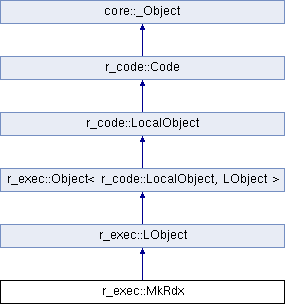 core::_Object
r_code::Code
r_code::LocalObject
r_exec::Object< r_code::LocalObject, LObject >
r_exec::LObject
r_exec::MkRdx